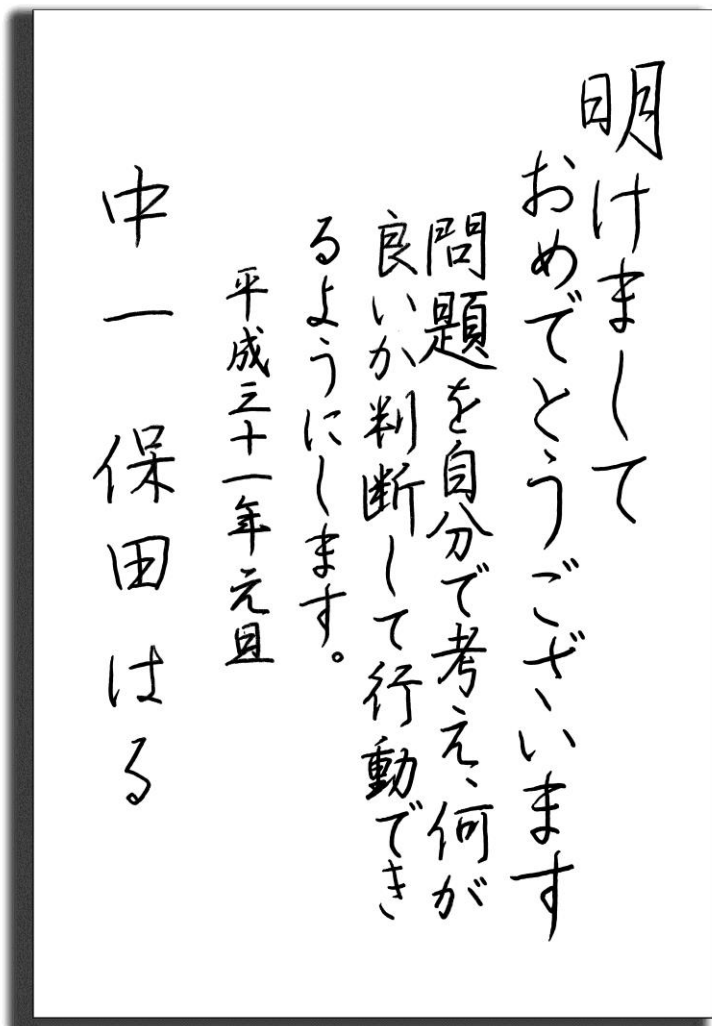 明けまして
おめでとうございます
問題を自分で考え、何が
良いか判断して行動でき
るようにします。
平成三十一年元旦
中一 保田 はる